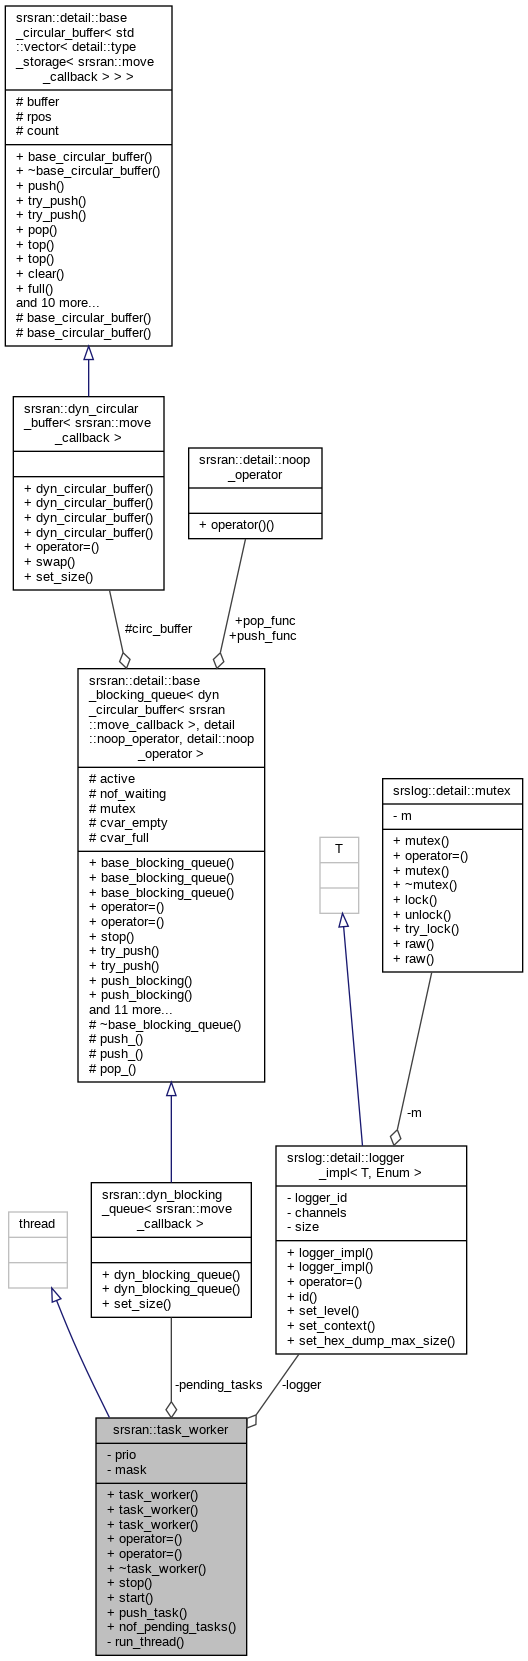 srsran::detail::base
_circular_buffer< std
::vector< detail::type
_storage< srsran::move
_callback > > >
# buffer
# rpos
# count
+ base_circular_buffer()
+ ~base_circular_buffer()
+ push()
+ try_push()
+ try_push()
+ pop()
+ top()
+ top()
+ clear()
+ full()
and 10 more...
# base_circular_buffer()
# base_circular_buffer()
srsran::dyn_circular
_buffer< srsran::move
_callback >
+ dyn_circular_buffer()
+ dyn_circular_buffer()
+ dyn_circular_buffer()
+ dyn_circular_buffer()
+ operator=()
+ swap()
+ set_size()
srsran::detail::noop
_operator
+ operator()()
#circ_buffer
+pop_func
+push_func
srsran::detail::base
_blocking_queue< dyn
_circular_buffer< srsran
::move_callback >, detail
::noop_operator, detail::noop
_operator >
# active
# nof_waiting
# mutex
# cvar_empty
# cvar_full
+ base_blocking_queue()
+ base_blocking_queue()
+ base_blocking_queue()
+ operator=()
+ operator=()
+ stop()
+ try_push()
+ try_push()
+ push_blocking()
+ push_blocking()
and 11 more...
# ~base_blocking_queue()
# push_()
# push_()
# pop_()
T
srslog::detail::mutex
- m
+ mutex()
+ operator=()
+ mutex()
+ ~mutex()
+ lock()
+ unlock()
+ try_lock()
+ raw()
+ raw()
-m
srslog::detail::logger
_impl< T, Enum >
- logger_id
- channels
- size
+ logger_impl()
+ logger_impl()
+ operator=()
+ id()
+ set_level()
+ set_context()
+ set_hex_dump_max_size()
srsran::dyn_blocking
_queue< srsran::move
_callback >
+ dyn_blocking_queue()
+ dyn_blocking_queue()
+ set_size()
thread
-pending_tasks
-logger
srsran::task_worker
- prio
- mask
+ task_worker()
+ task_worker()
+ task_worker()
+ operator=()
+ operator=()
+ ~task_worker()
+ stop()
+ start()
+ push_task()
+ nof_pending_tasks()
- run_thread()